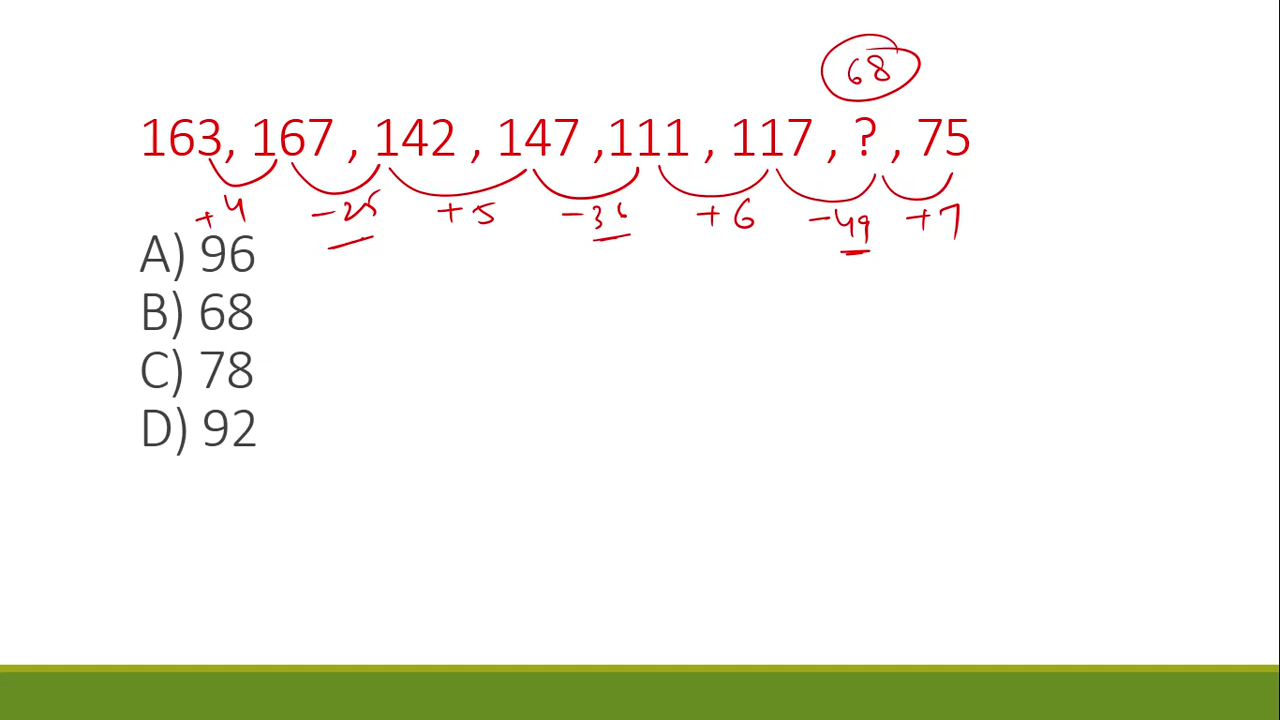 68
163, 167 , 142 , 147 ,111 , 117 , ? , 75
+4 -25 +5 -36 +6 -49 +7
A) 96
B) 68
C) 78
D) 92